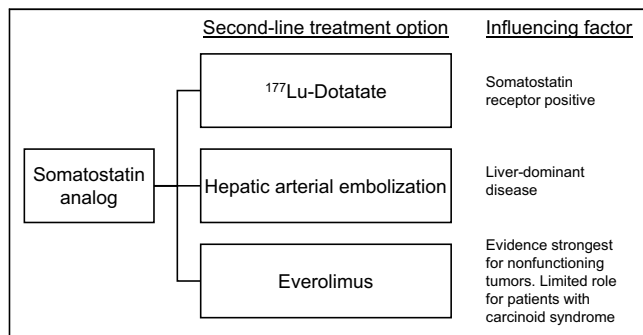 Second-line treatment option
Influencing factor
¹⁷⁷Lu-Dotatate
Somatostatin
receptor positive
Somatostatin
analog
Hepatic arterial embolization
Liver-dominant
disease
Everolimus
Evidence strongest
for nonfunctioning
tumors. Limited role
for patients with
carcinoid syndrome